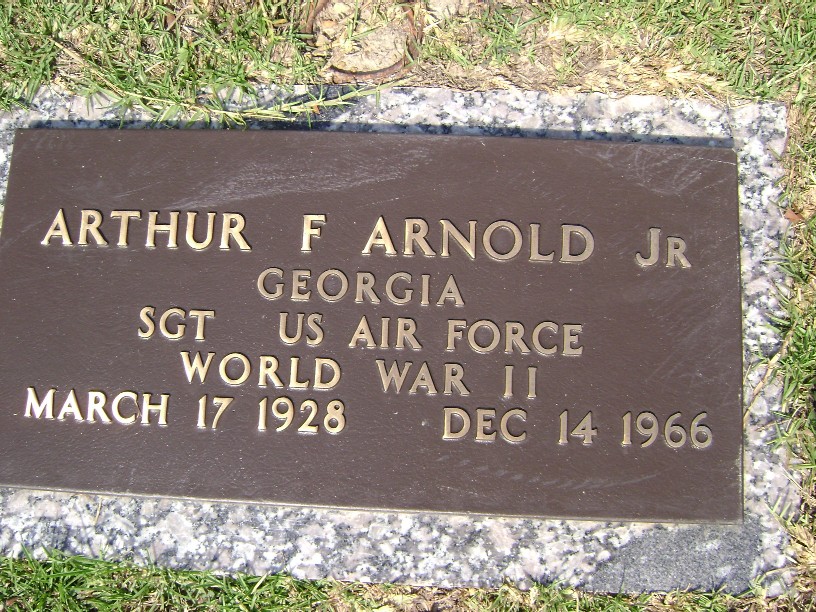 ARTHUR F ARNOLD JR
GEORGIA
SGT US AIR FORCE
WORLD WAR II
MARCH 17 1928 DEC 14 1966